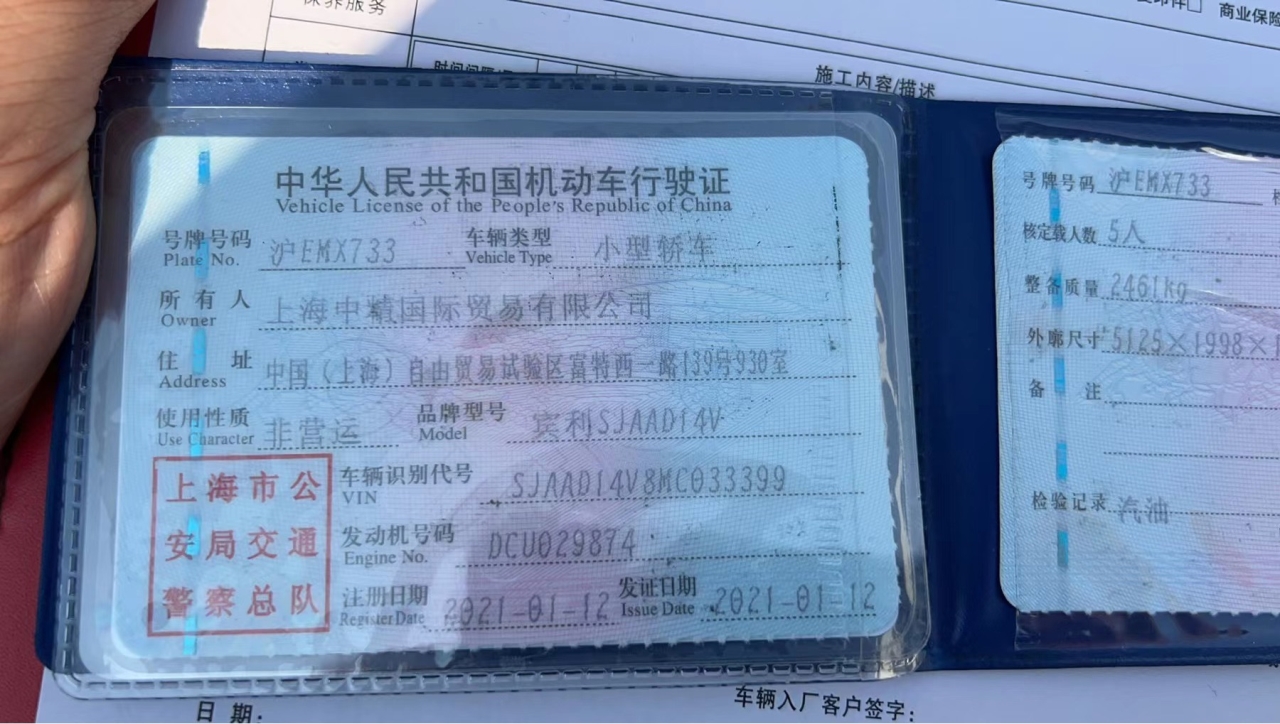 保养服务
商业保险
时间问题
施工内容/描述
中华人民共和国机动车行驶证
Vehicle License of the People's Republic of China
号牌号码 沪EMX733 车辆类型 小型轿车
Plate No. Vehicle Type
所有人 上海中精国际贸易有限公司
Owner
住址 中国（上海）自由贸易试验区富特西一路139号930室
Address
使用性质 非营运 品牌型号 宾利SJAAD14V
Use Character Model
车辆识别代号 SJAAD14V8MC033399
VIN
发动机号码 DCU029874
Engine No.
注册日期 2021-01-12 发证日期 2021-01-12
Register Date Issue Date
上海市公
安局交通
警察总队
号牌号码 沪EMX733
核定载人数 5人
整备质量 2461kg
外廓尺寸 5125×1998×1
备注
检验记录 汽油
日期:
车辆入厂客户签字: